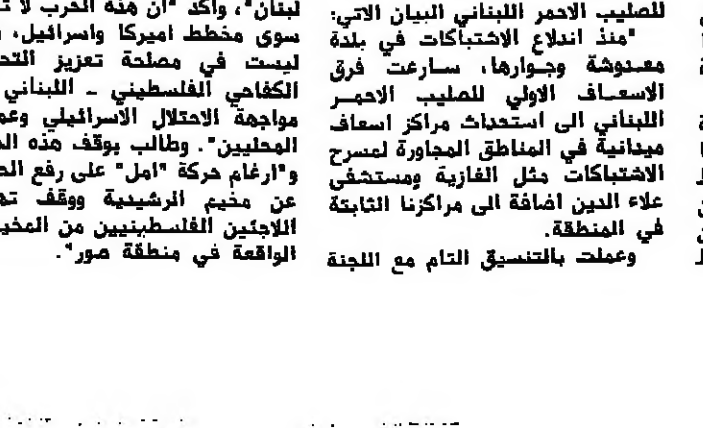 للصليب الاحمر اللبناني البيان الآتي:
"منذ اندلاع الاشتباكات في بلدة
مغدوشة وجوارها، سارعت فرق
الاسعاف الاولي للصليب الاحمر
اللبناني الى استحداث مراكز اسعاف
ميدانية في المناطق المجاورة لمسرح
الاشتباكات مثل الغازية ومستشفى
علاء الدين اضافة الى مراكزنا الثابتة
في المنطقة.
وعملت بالتنسيق التام مع اللجنة
لبنان"، واكد "ان هذه الحرب لا
سوى مخطط اميركا واسرائيل،
ليست في مصلحة تعزيز
الكفاحي الفلسطيني ـ اللبناني
مواجهة الاحتلال الاسرائيلي
المحليين". وطالب بوقف هذه
و"ارغام حركة "امل" على رفع
عن مخيم الرشيدية ووقف
اللاجئين الفلسطينيين من
الواقعة في منطقة صور".